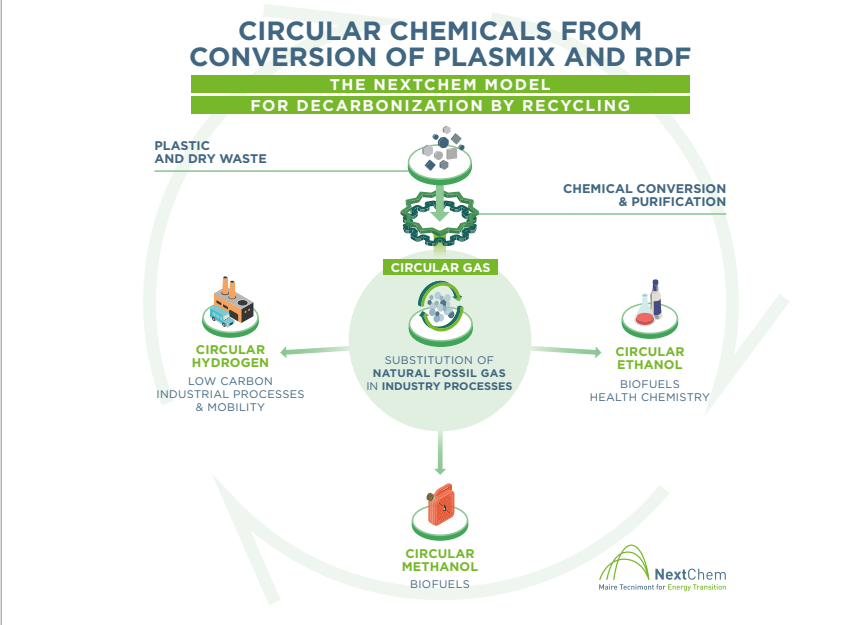 CIRCULAR CHEMICALS FROM
CONVERSION OF PLASMIX AND RDF
THE NEXTCHEM MODEL
FOR DECARBONIZATION BY RECYCLING
PLASTIC
AND DRY WASTE
CHEMICAL CONVERSION
& PURIFICATION
CIRCULAR GAS
SUBSTITUTION OF
NATURAL FOSSIL GAS
IN INDUSTRY PROCESSES
CIRCULAR
HYDROGEN
LOW CARBON
INDUSTRIAL PROCESSES
& MOBILITY
CIRCULAR
ETHANOL
BIOFUELS
HEALTH CHEMISTRY
CIRCULAR
METHANOL
BIOFUELS
NextChem
Maire Tecnimont for Energy Transition